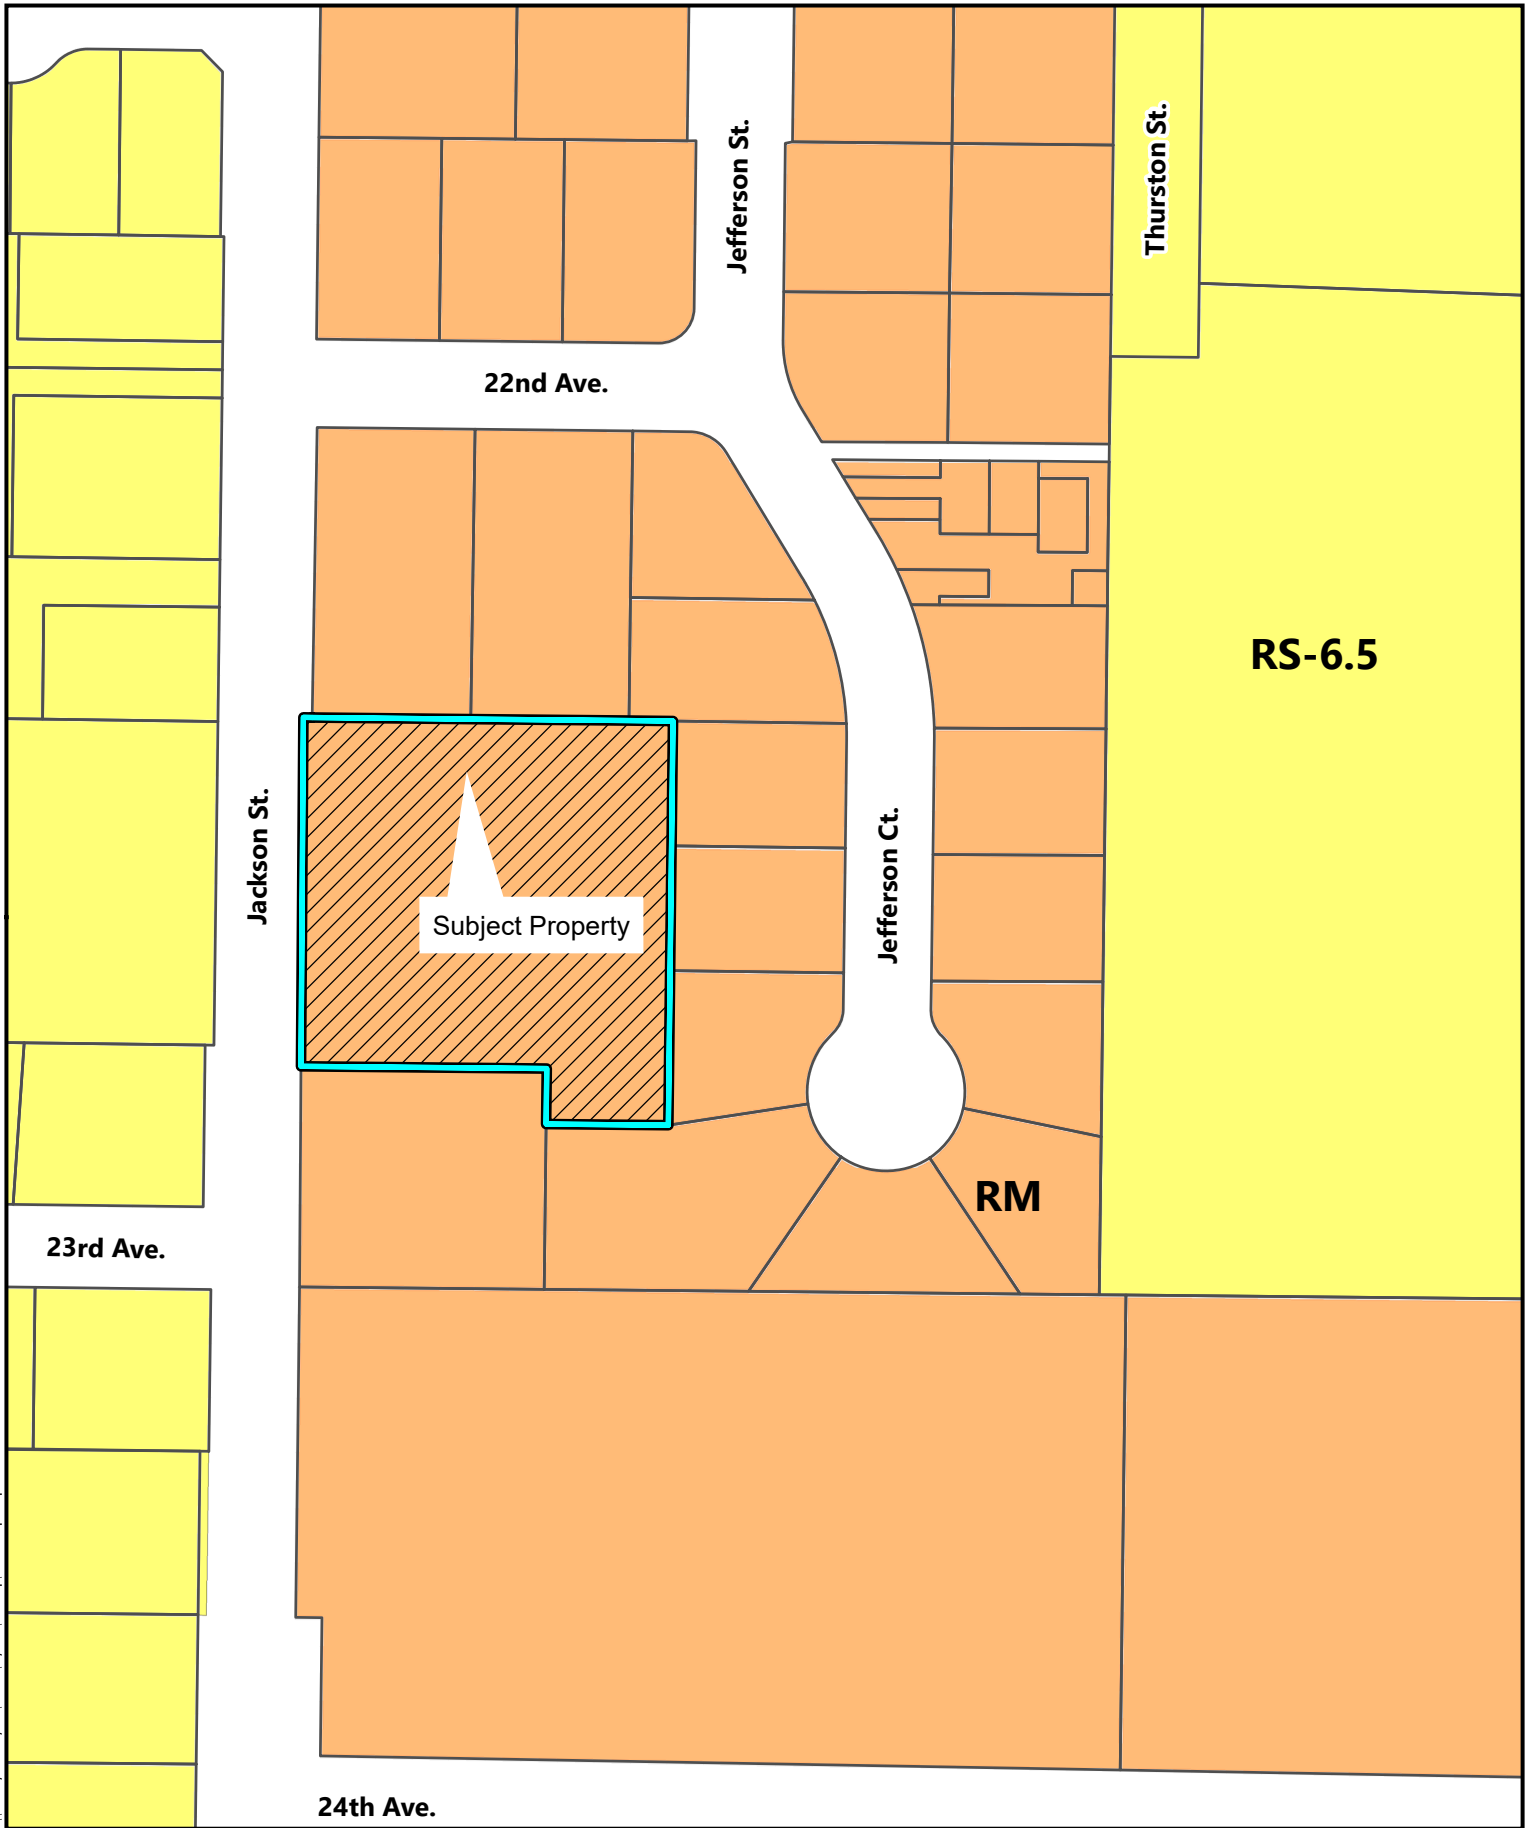 Thurston St.
Jefferson St.
22nd Ave.
RS-6.5
Jackson St.
Jefferson Ct.
Subject Property
RM
23rd Ave.
24th Ave.